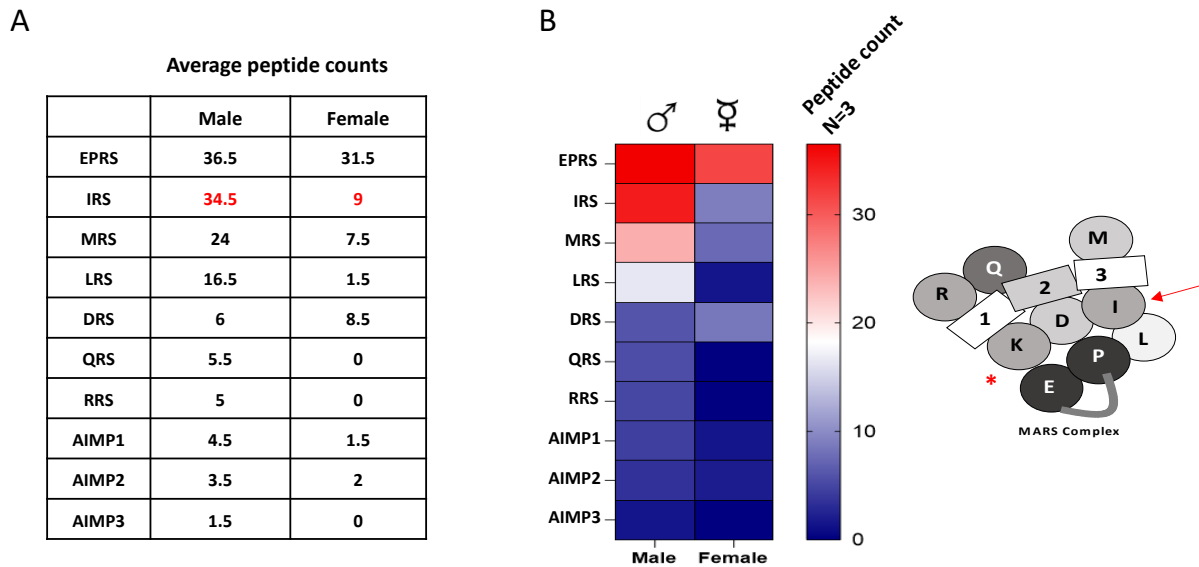 A
Average peptide counts
Male Female
EPRS 36.5 31.5
IRS 34.5 9
MRS 24 7.5
LRS 16.5 1.5
DRS 6 8.5
QRS 5.5 0
RRS 5 0
AIMP1 4.5 1.5
AIMP2 3.5 2
AIMP3 1.5 0
B
♂ ☿
Peptide count
N=3
EPRS
IRS
MRS
LRS
DRS
QRS
RRS
AIMP1
AIMP2
AIMP3
Male Female
30
20
10
0
M
Q 3
R 2
1 D I
K L
P
* E
MARS Complex